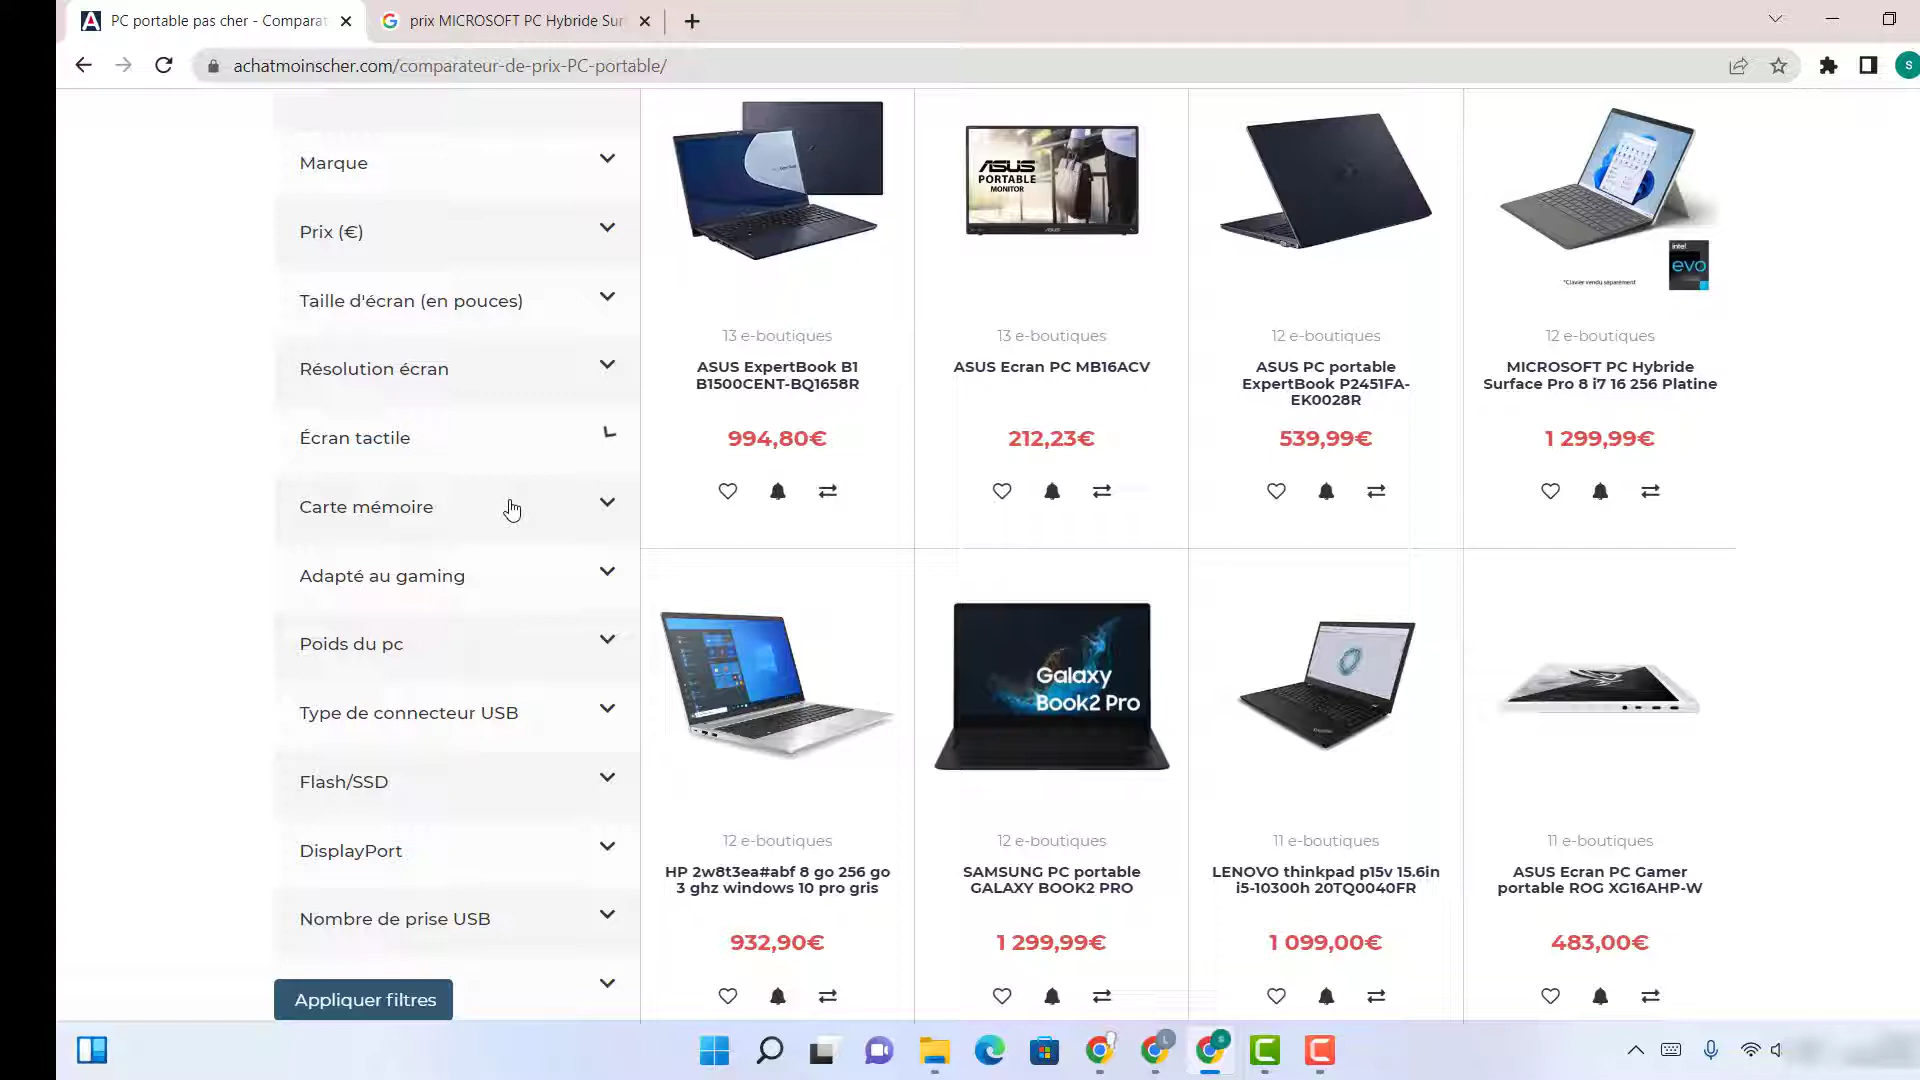 PC portable pas cher - Comparat
prix MICROSOFT PC Hybride Sur
achatmoinscher.com/comparateur-de-prix-PC-portable/
S
Marque
Prix (€)
Taille d'écran (en pouces)
Résolution écran
Écran tactile
Carte mémoire
Adapté au gaming
Poids du pc
Type de connecteur USB
Flash/SSD
DisplayPort
Nombre de prise USB
Appliquer filtres
13 e-boutiques
ASUS ExpertBook B1
B1500CENT-BQ1658R
994,80€
ASUS
PORTABLE
MONITOR
ASUS
13 e-boutiques
ASUS Ecran PC MB16ACV
212,23€
12 e-boutiques
ASUS PC portable
ExpertBook P2451FA-
EK0028R
539,99€
intel
evo
*Clavier vendu séparément
12 e-boutiques
MICROSOFT PC Hybride
Surface Pro 8 i7 16 256 Platine
1 299,99€
12 e-boutiques
HP 2w8t3ea#abf 8 go 256 go
3 ghz windows 10 pro gris
932,90€
Galaxy
Book2 Pro
12 e-boutiques
SAMSUNG PC portable
GALAXY BOOK2 PRO
1 299,99€
11 e-boutiques
LENOVO thinkpad p15v 15.6in
i5-10300h 20TQ0040FR
1 099,00€
11 e-boutiques
ASUS Ecran PC Gamer
portable ROG XG16AHP-W
483,00€